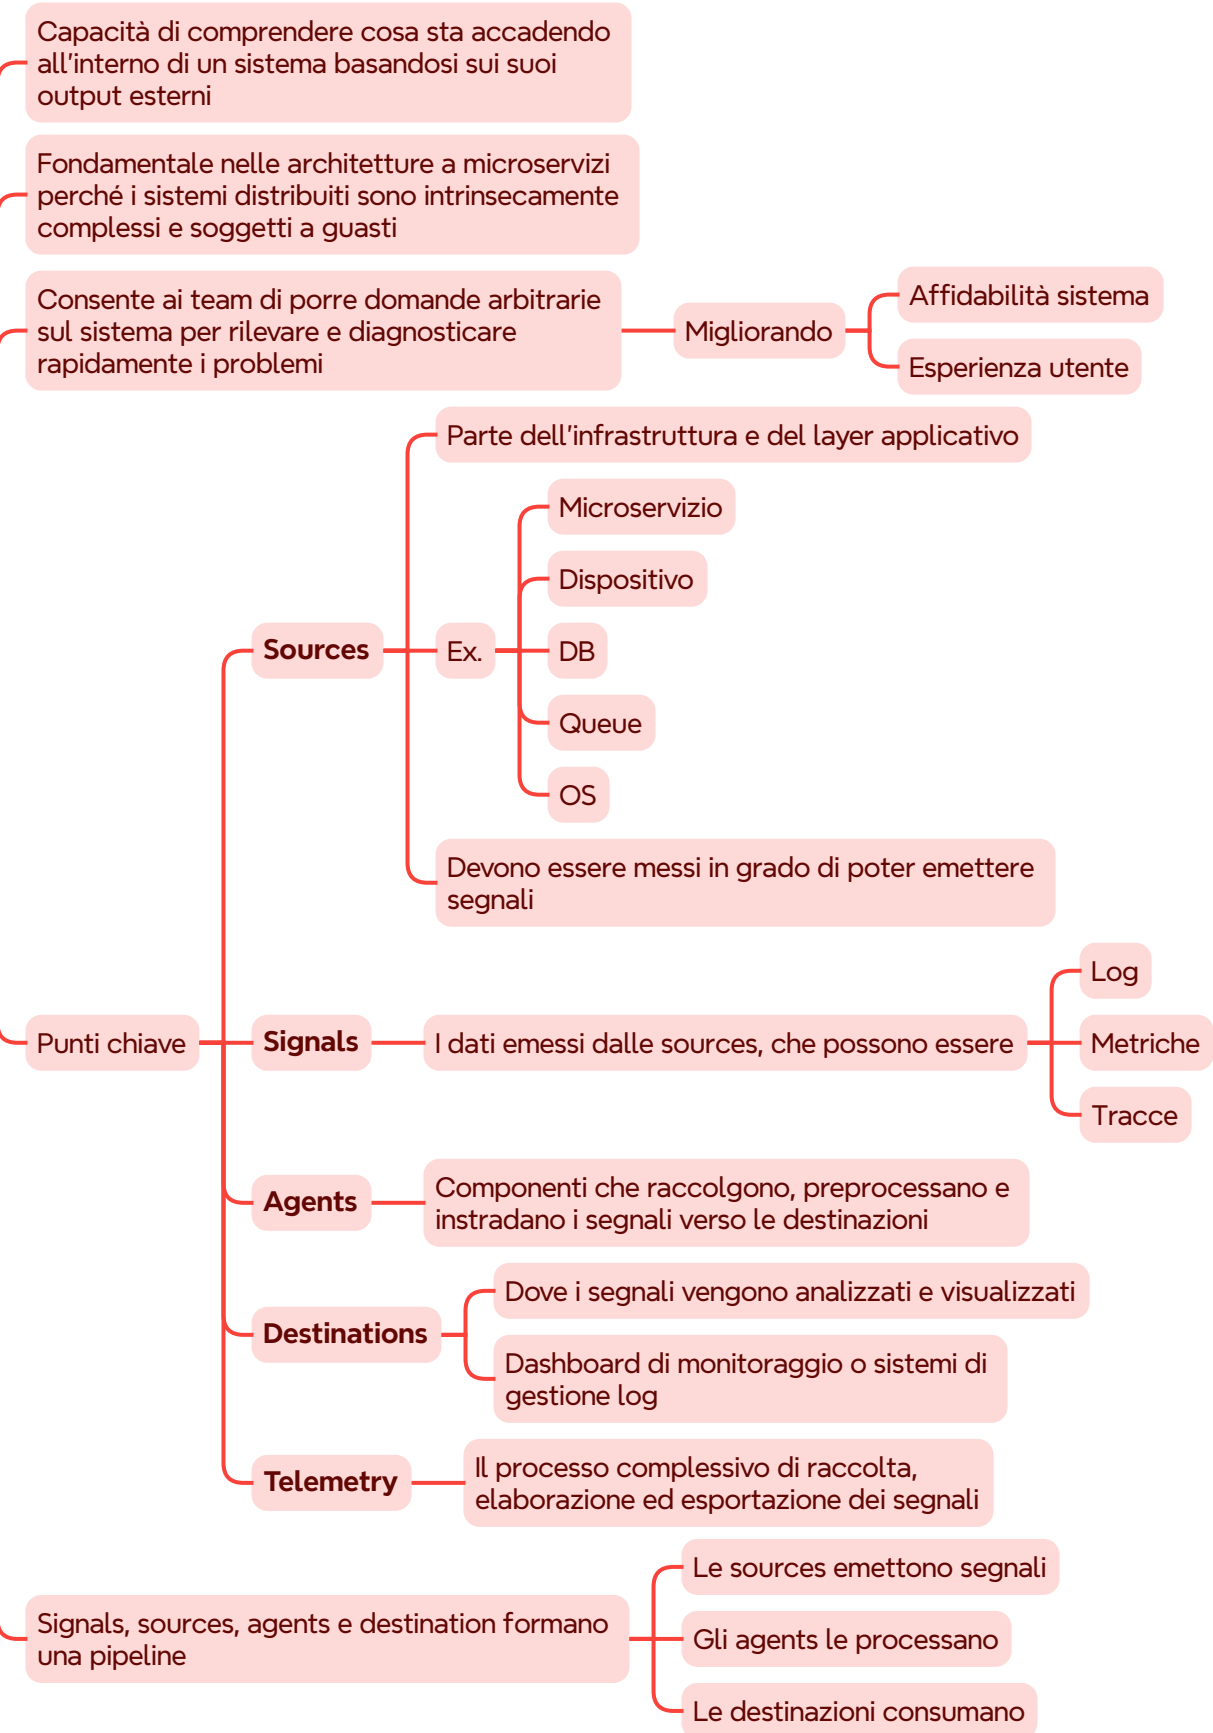 Capacità di comprendere cosa sta accadendo
all'interno di un sistema basandosi sui suoi
output esterni
Fondamentale nelle architetture a microservizi
perché i sistemi distribuiti sono intrinsecamente
complessi e soggetti a guasti
Consente ai team di porre domande arbitrarie
sul sistema per rilevare e diagnosticare
rapidamente i problemi
Migliorando
Affidabilità sistema
Esperienza utente
Punti chiave
Sources
Parte dell'infrastruttura e del layer applicativo
Ex.
Microservizio
Dispositivo
DB
Queue
OS
Devono essere messi in grado di poter emettere
segnali
Signals
I dati emessi dalle sources, che possono essere
Log
Metriche
Tracce
Agents
Componenti che raccolgono, preprocessano e
instradano i segnali verso le destinazioni
Destinations
Dove i segnali vengono analizzati e visualizzati
Dashboard di monitoraggio o sistemi di
gestione log
Telemetry
Il processo complessivo di raccolta,
elaborazione ed esportazione dei segnali
Signals, sources, agents e destination formano
una pipeline
Le sources emettono segnali
Gli agents le processano
Le destinazioni consumano